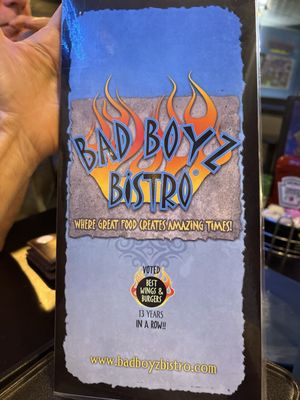 BAD BOYZ
BISTRO
WHERE GREAT FOOD CREATES AMAZING TIMES!
VOTED
BEST
WINGS &
BURGERS
13 YEARS
IN A ROW!!
www.badboyzbistro.com